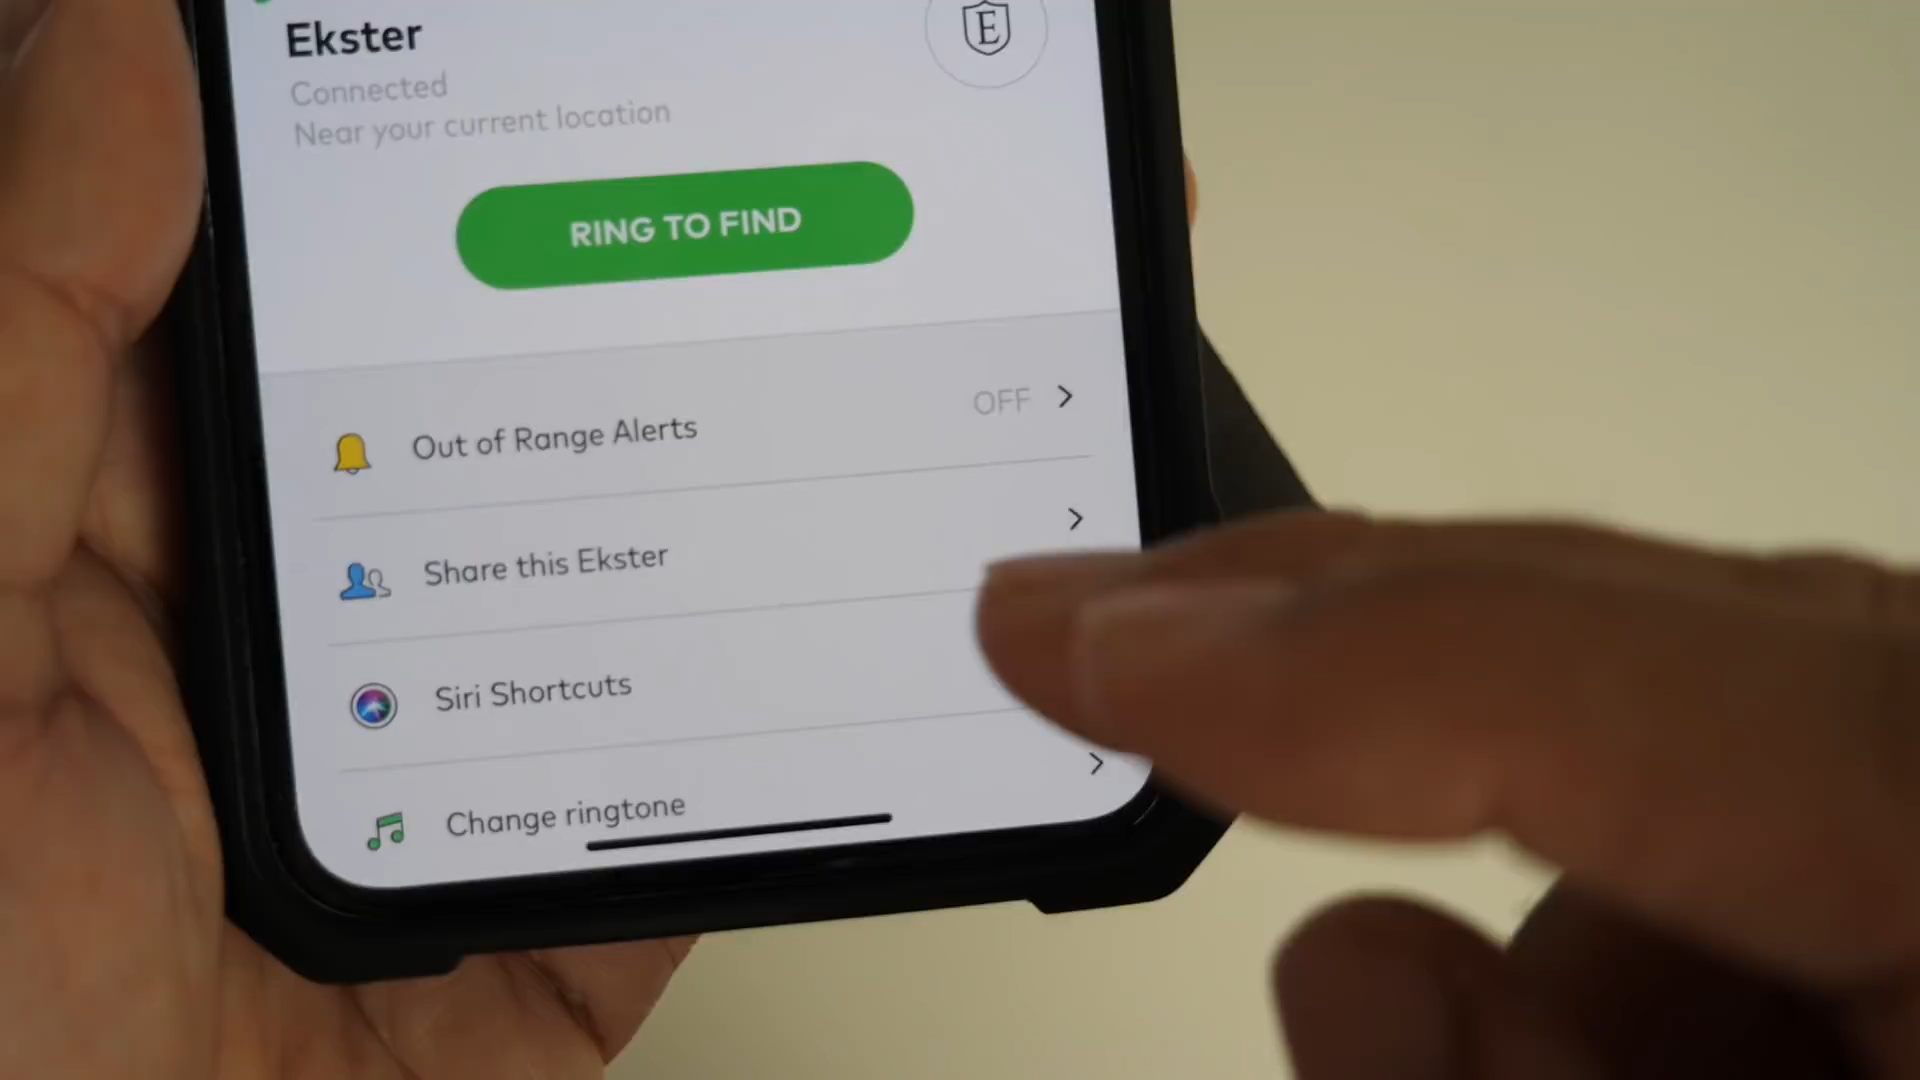 Ekster
E
Connected
Near your current location
RING TO FIND
Out of Range Alerts OFF
Share this Ekster
Siri Shortcuts
Change ringtone